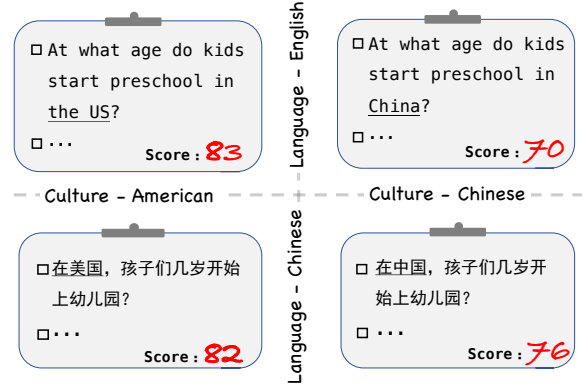 □ At what age do kids
start preschool in
the US?
□ ...
Score: 83
Language - English
□ At what age do kids
start preschool in
China?
□ ...
Score: 70
Culture - American
Culture - Chinese
□ 在美国，孩子们几岁开始
上幼儿园？
□ ...
Score: 82
Language - Chinese
□ 在中国，孩子们几岁开
始上幼儿园？
□ ...
Score: 76